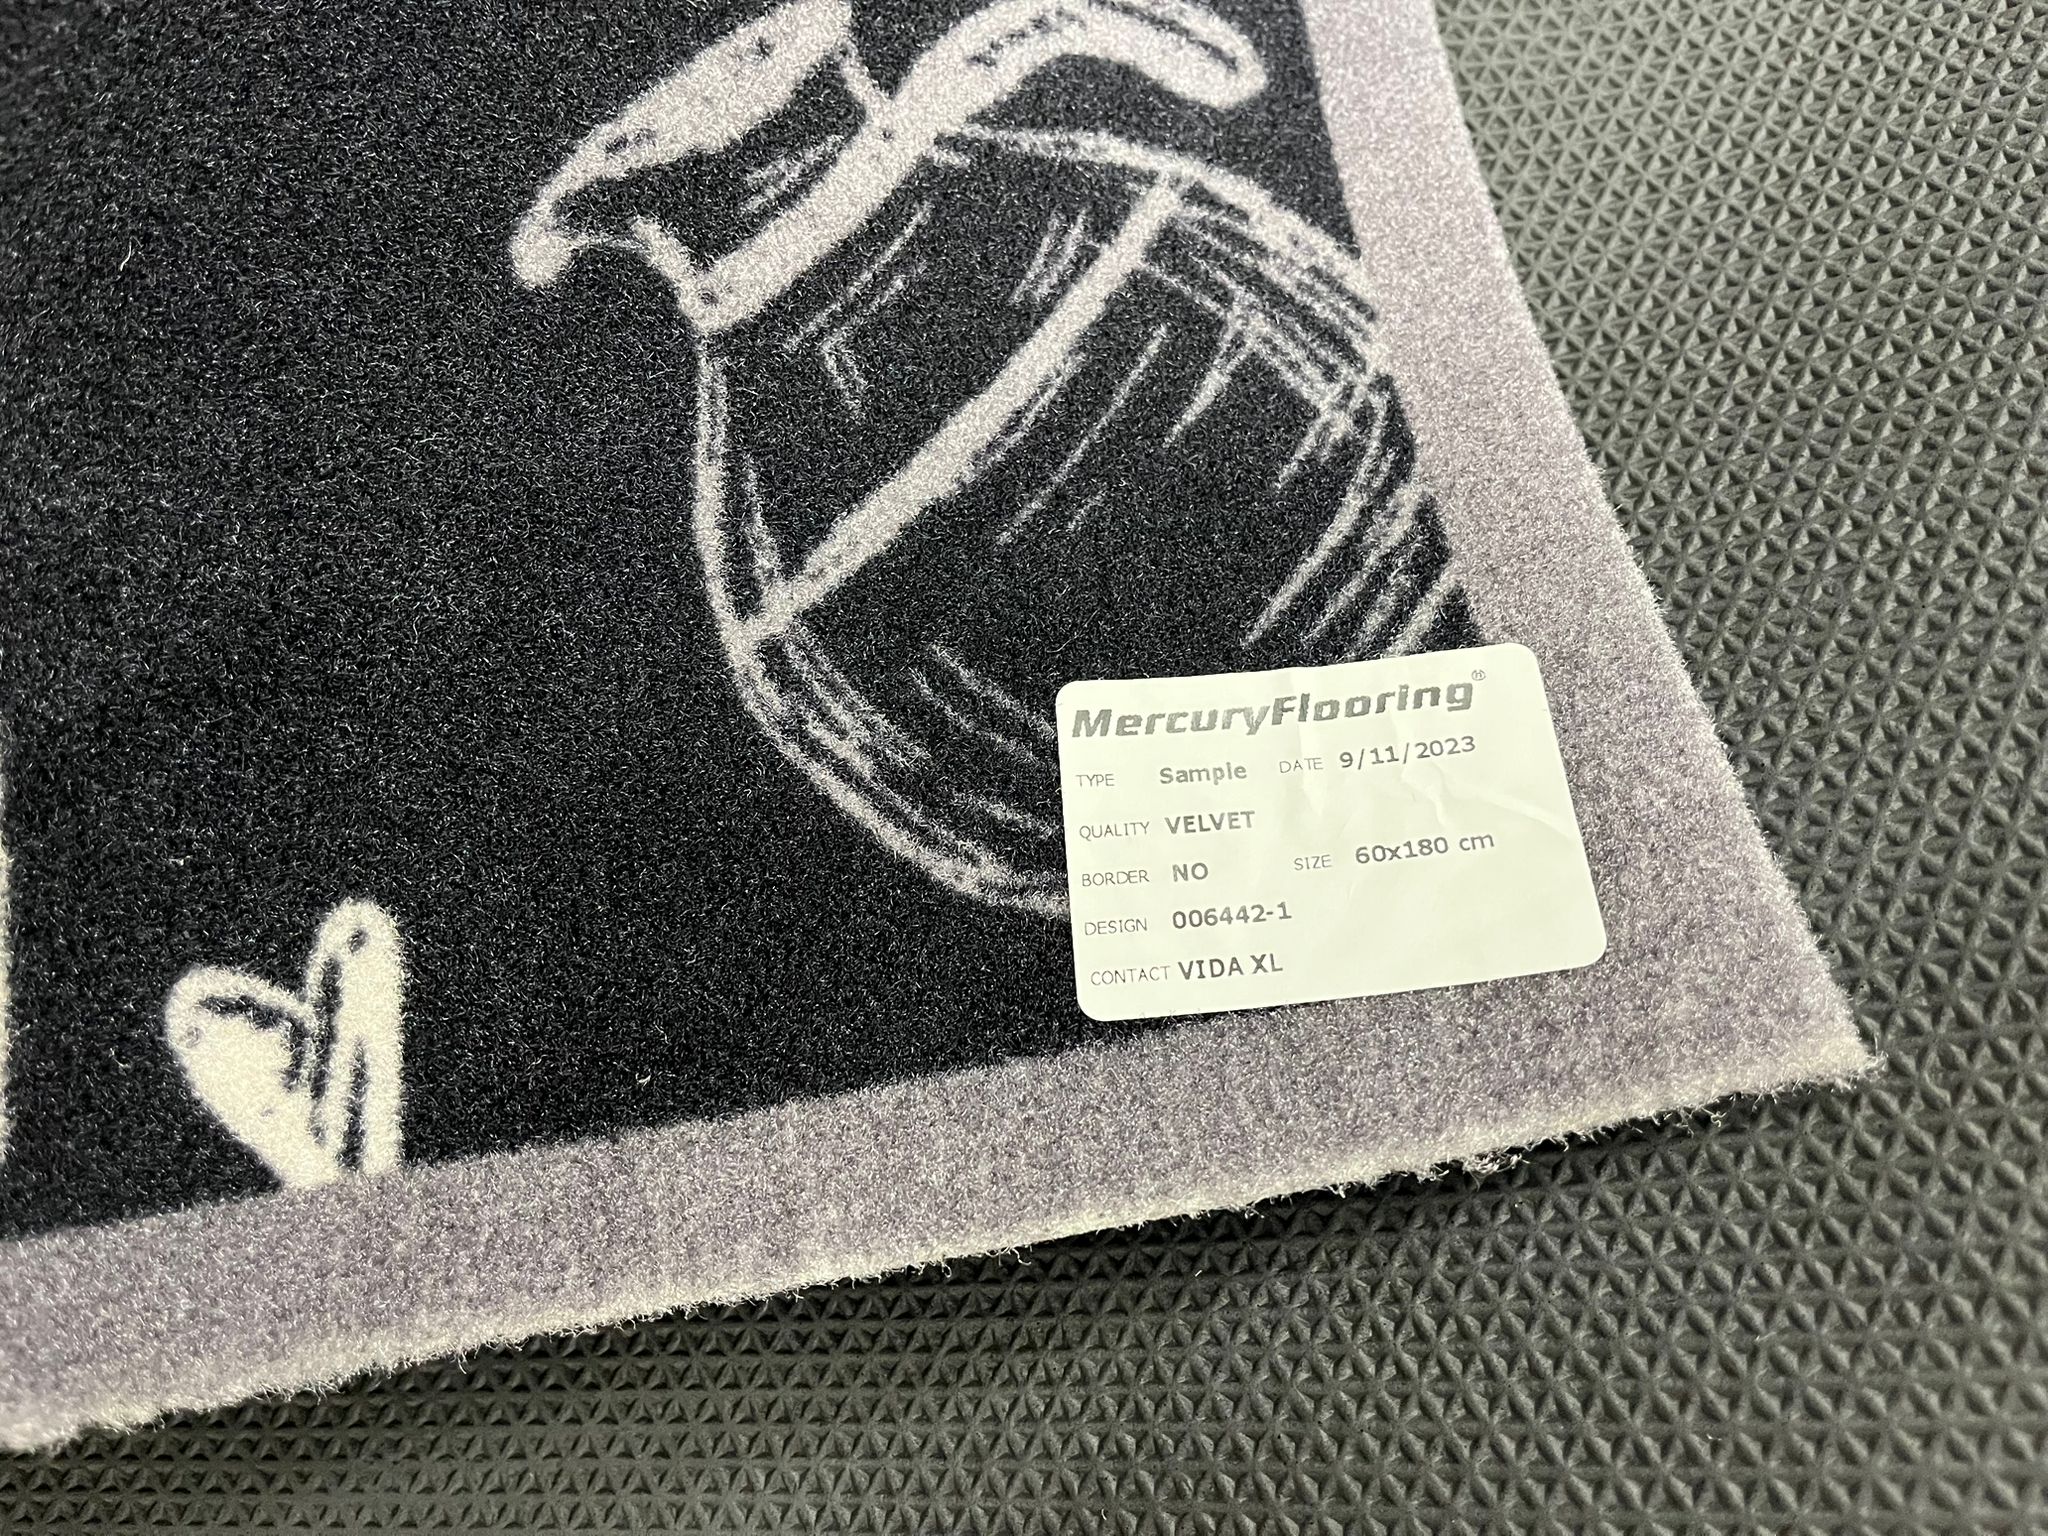 MercuryFlooring
TYPE Sample DATE 9/11/2023
QUALITY VELVET
BORDER NO SIZE 60x180 cm
DESIGN 006442-1
CONTACT VIDA XL